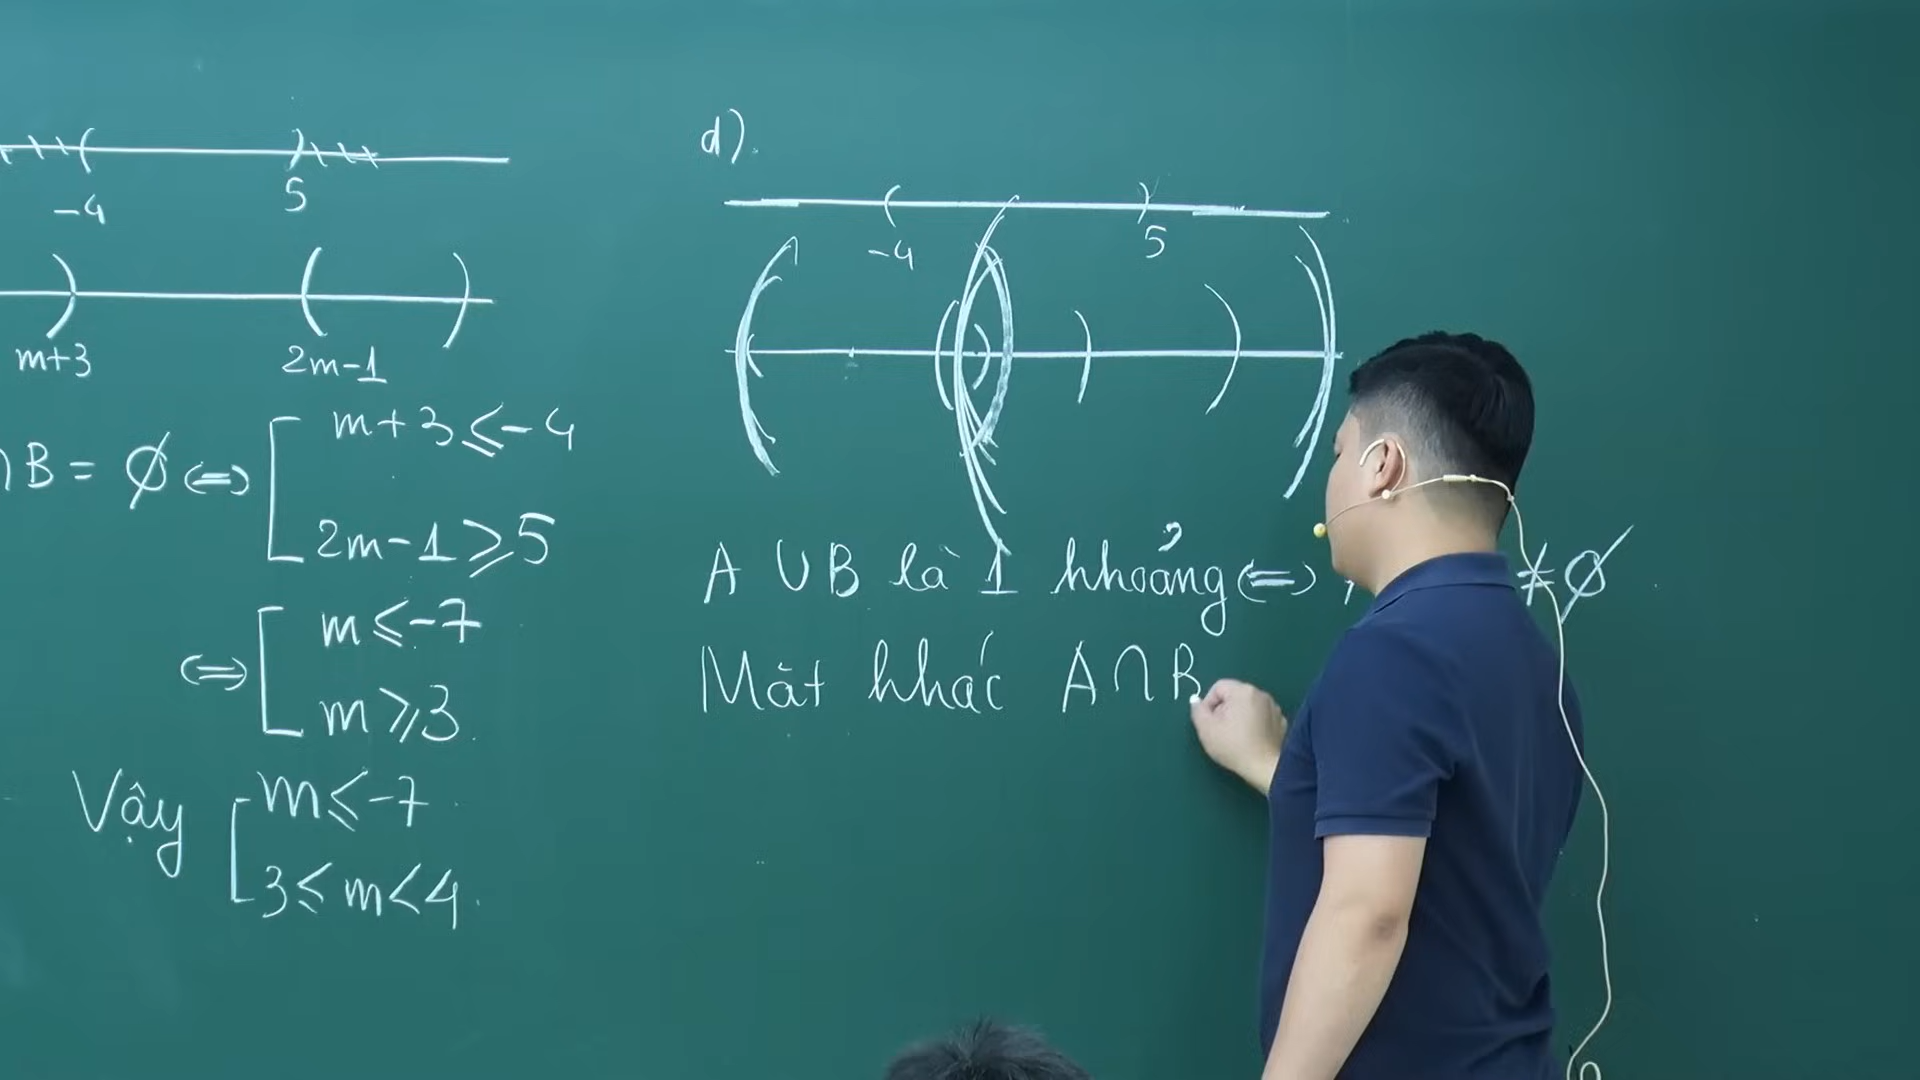 -4 5
m+3 2m-1
∩B = ∅ <=> [ m+3 ≤ -4
2m-1 ≥ 5
<=> [ m ≤ -7
m ≥ 3.
Vậy [ m ≤ -7
3 ≤ m < 4.
d).
-4 5
A ∪ B là 1 khoảng <=> ≠ ∅
Mặt khác A ∩ B